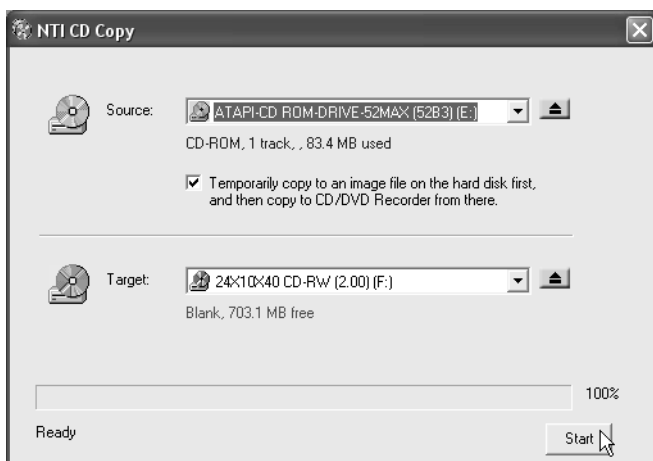 NTI CD Copy
Source:
ATAPI-CD ROM-DRIVE-52MAX (52B3) (E:)
CD-ROM, 1 track, , 83.4 MB used
Temporarily copy to an image file on the hard disk first,
and then copy to CD/DVD Recorder from there.
Target:
24X10X40 CD-RW (2.00) (F:)
Blank, 703.1 MB free
100%
Ready
Start